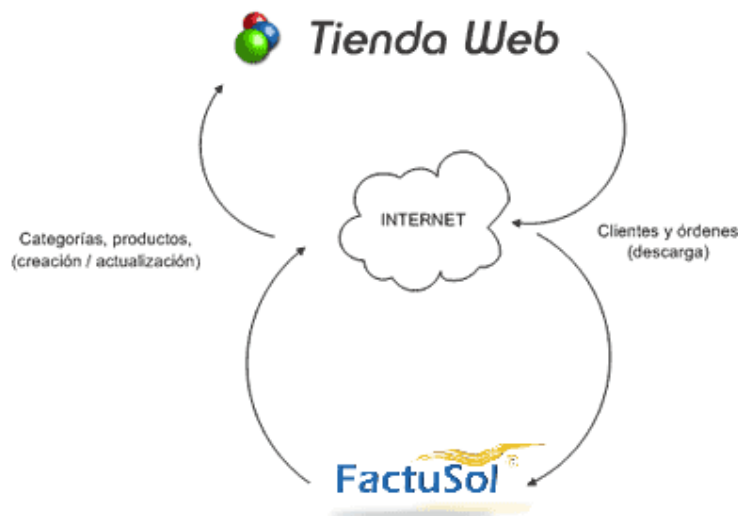 Tienda Web
INTERNET
Categorías, productos,
(creación / actualización)
Clientes y órdenes
(descarga)
FactuSol